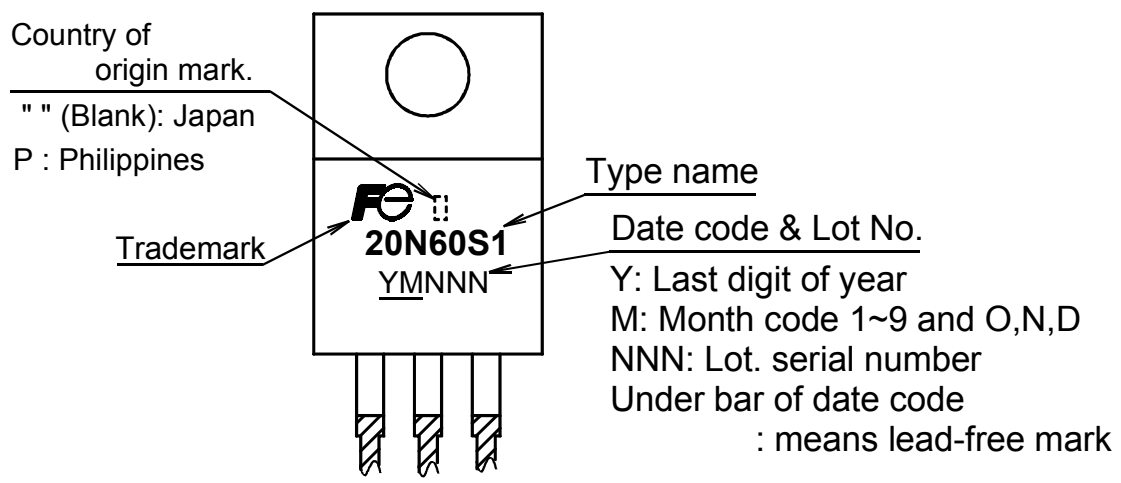 Country of
origin mark.
" " (Blank): Japan
P : Philippines
Trademark
Fe
20N60S1
YMNNN
Type name
Date code & Lot No.
Y: Last digit of year
M: Month code 1~9 and O,N,D
NNN: Lot. serial number
Under bar of date code
: means lead-free mark